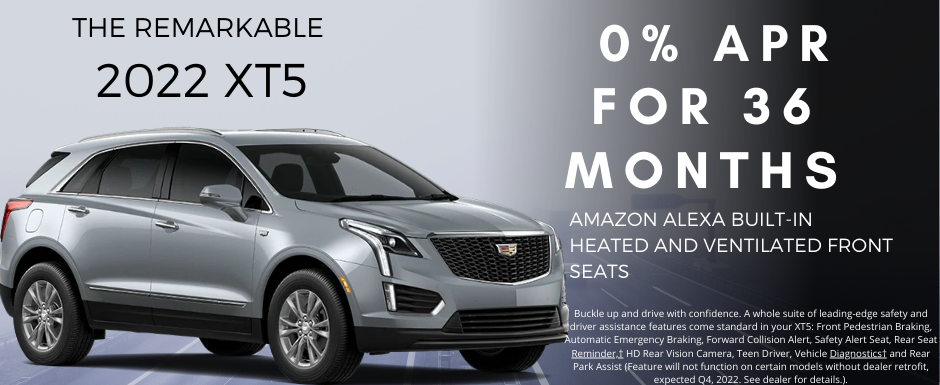 THE REMARKABLE
2022 XT5
0% APR
FOR 36
MONTHS
AMAZON ALEXA BUILT-IN
HEATED AND VENTILATED FRONT
SEATS
Buckle up and drive with confidence. A whole suite of leading-edge safety and
driver assistance features come standard in your XT5: Front Pedestrian Braking,
Automatic Emergency Braking, Forward Collision Alert, Safety Alert Seat, Rear Seat
Reminder,† HD Rear Vision Camera, Teen Driver, Vehicle Diagnostics† and Rear
Park Assist (Feature will not function on certain models without dealer retrofit,
expected Q4, 2022. See dealer for details.).